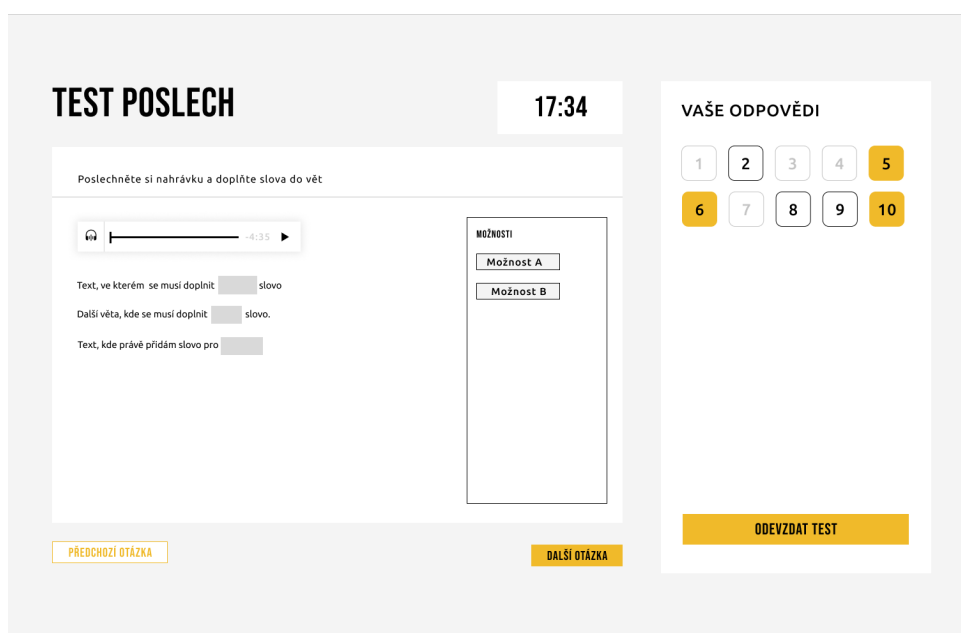 TEST POSLECH
17:34
Poslechněte si nahrávku a doplňte slova do vět
-4:35
Text, ve kterém se musí doplnit slovo
Další věta, kde se musí doplnit slovo.
Text, kde právě přidám slovo pro
MOŽNOSTI
Možnost A
Možnost B
PŘEDCHOZÍ OTÁZKA
DALŠÍ OTÁZKA
VAŠE ODPOVĚDI
1 2 3 4 5
6 7 8 9 10
ODEVZDAT TEST